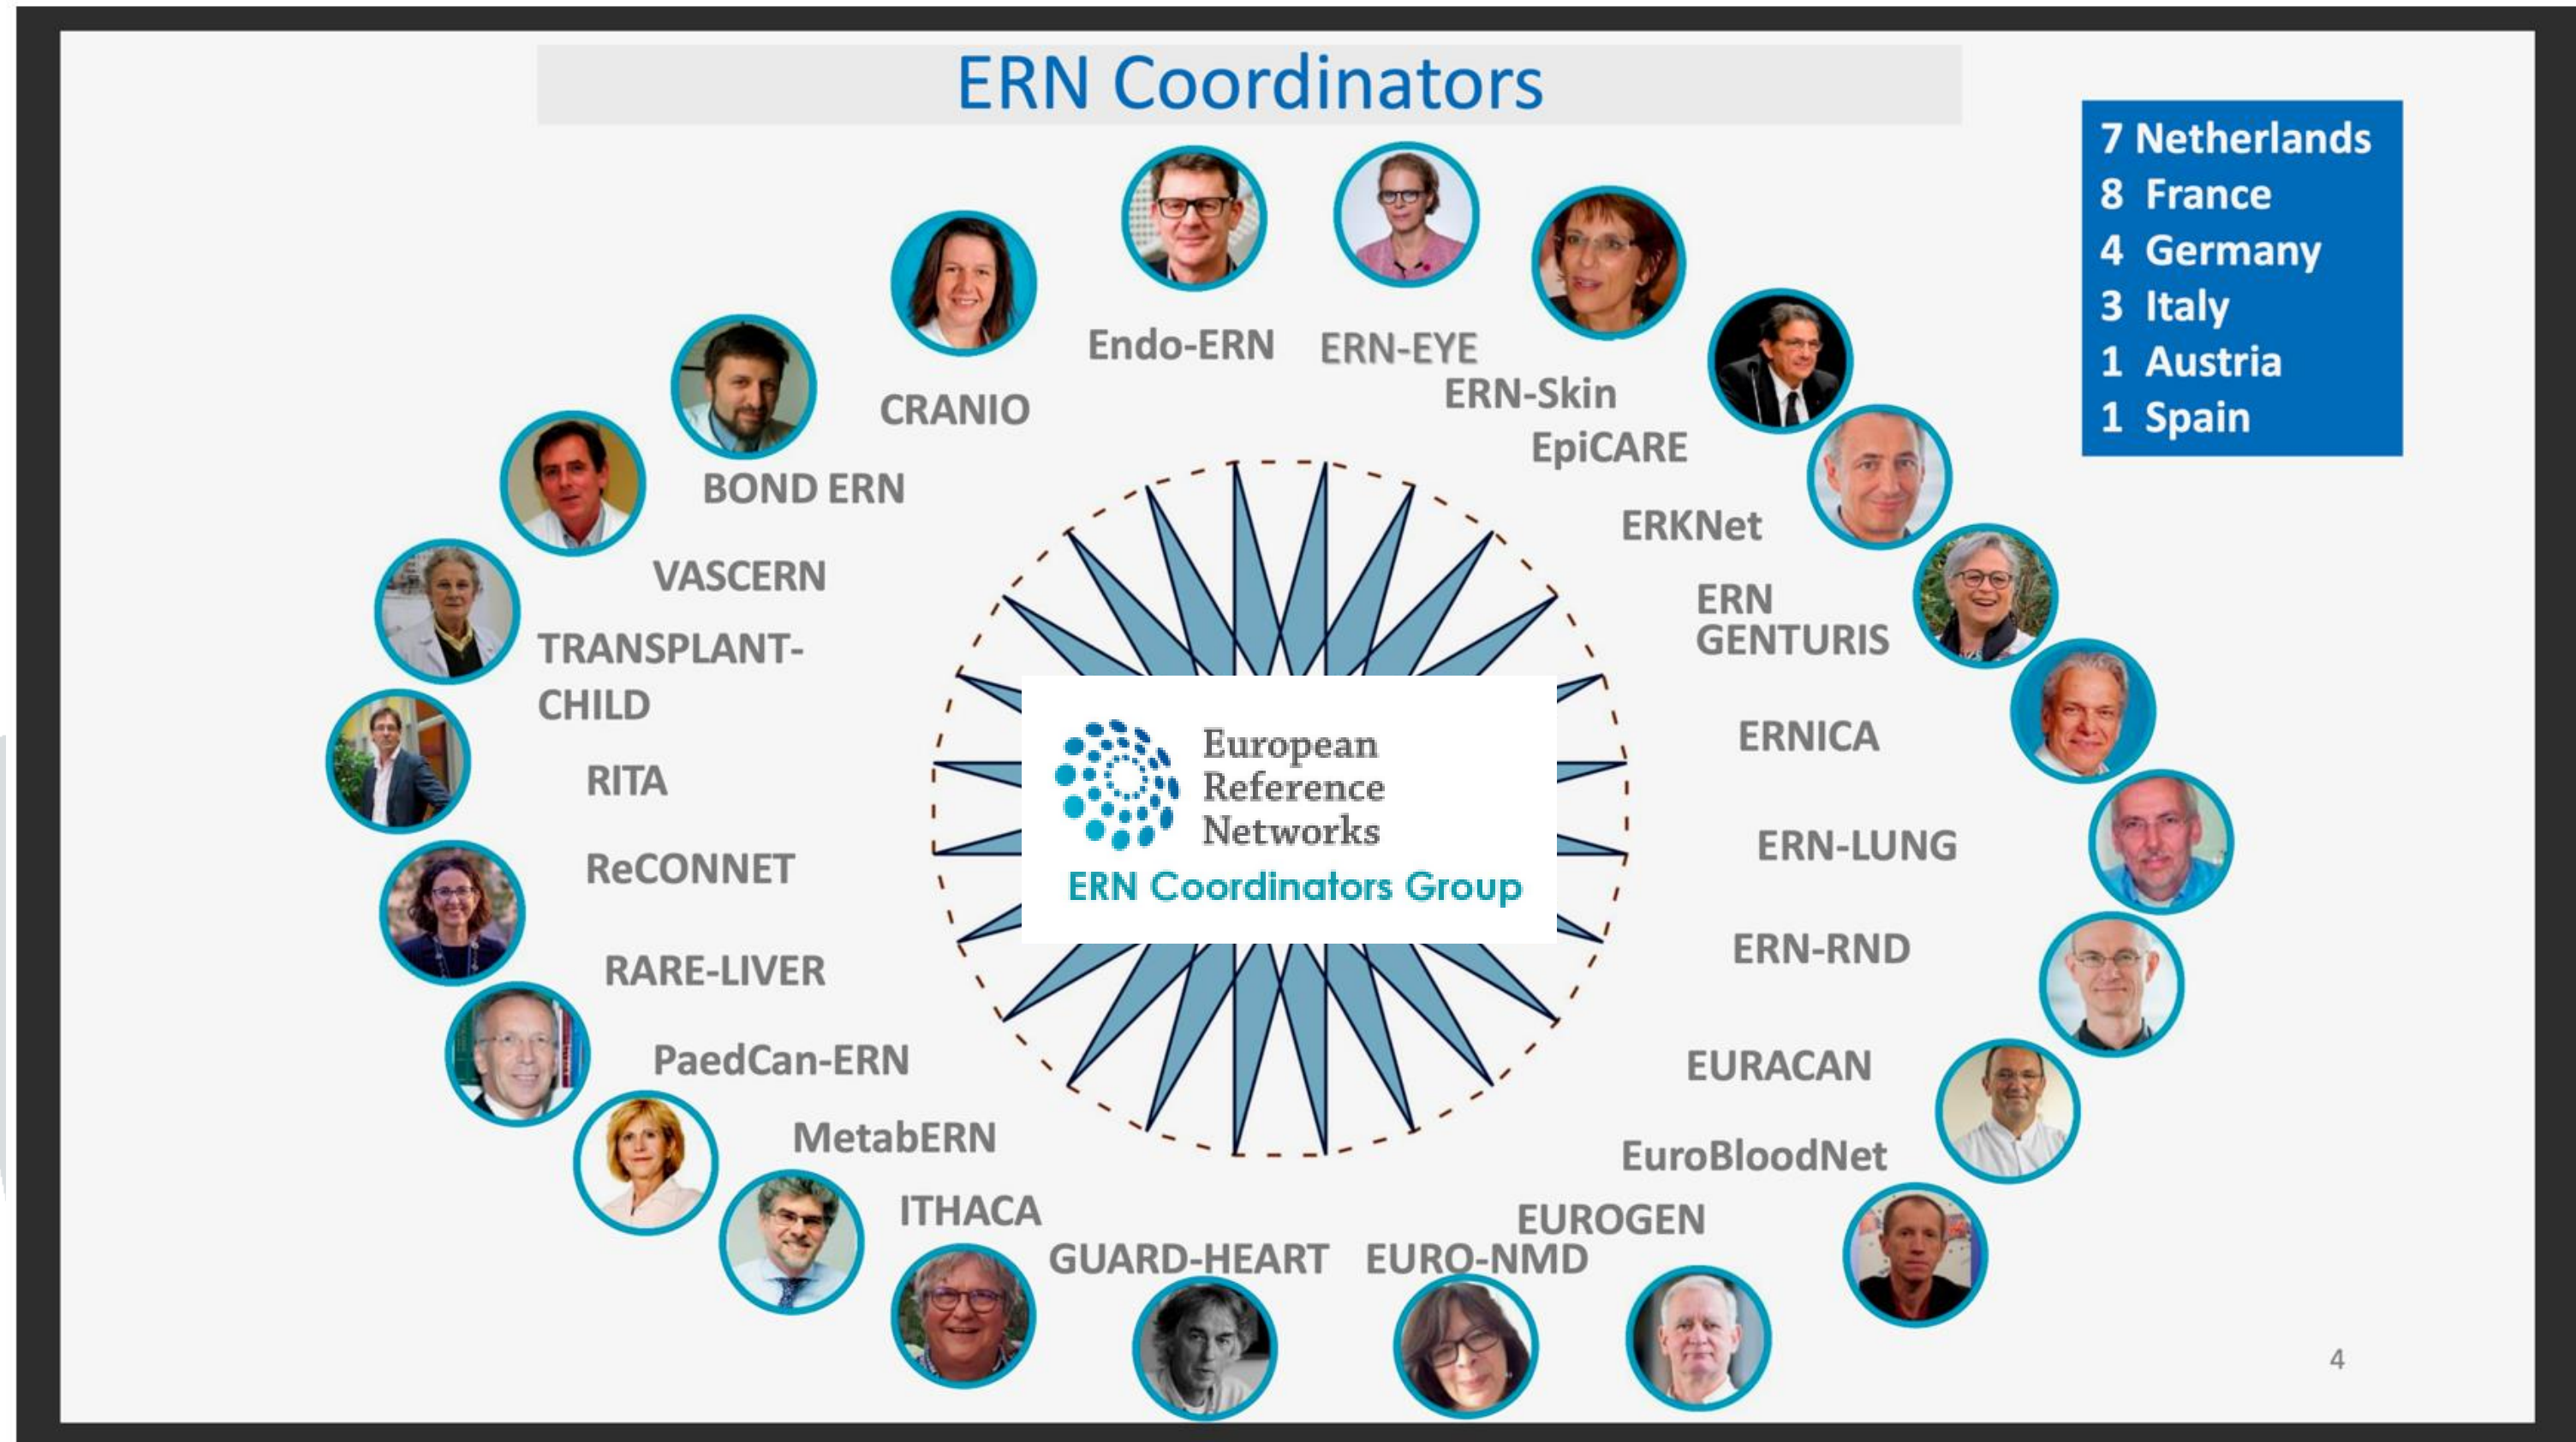 ERN Coordinators
7 Netherlands
8 France
4 Germany
3 Italy
1 Austria
1 Spain
Endo-ERN
ERN-EYE
ERN-Skin
EpiCARE
ERKNet
ERN
GENTURIS
ERNICA
ERN-LUNG
ERN-RND
EURACAN
EuroBloodNet
EUROGEN
EURO-NMD
GUARD-HEART
ITHACA
MetabERN
PaedCan-ERN
RARE-LIVER
ReCONNET
RITA
TRANSPLANT-
CHILD
VASCERN
BOND ERN
CRANIO
European
Reference
Networks
ERN Coordinators Group
4